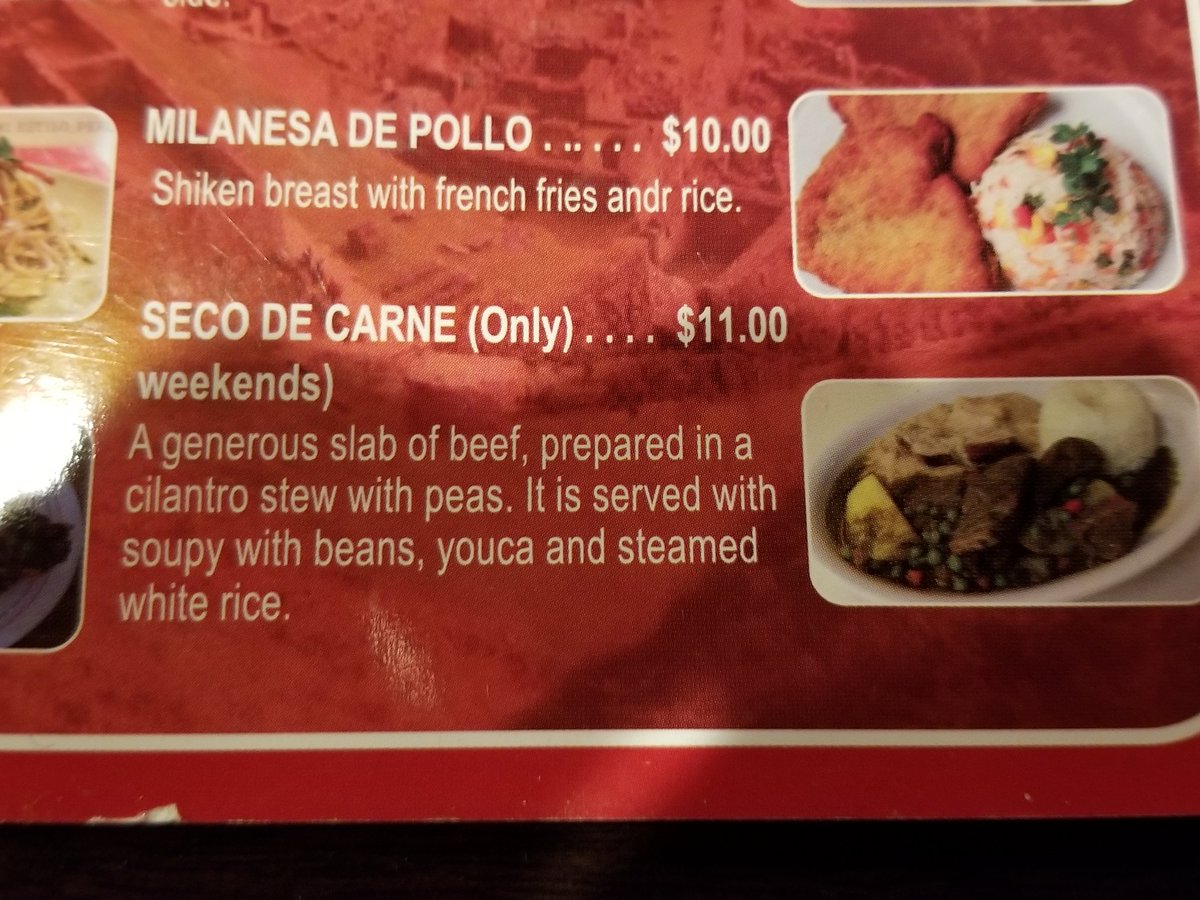 side.
MILANESA DE POLLO . .. . . . $10.00
Shiken breast with french fries andr rice.
SECO DE CARNE (Only) . . . . $11.00
weekends)
A generous slab of beef, prepared in a
cilantro stew with peas. It is served with
soupy with beans, youca and steamed
white rice.